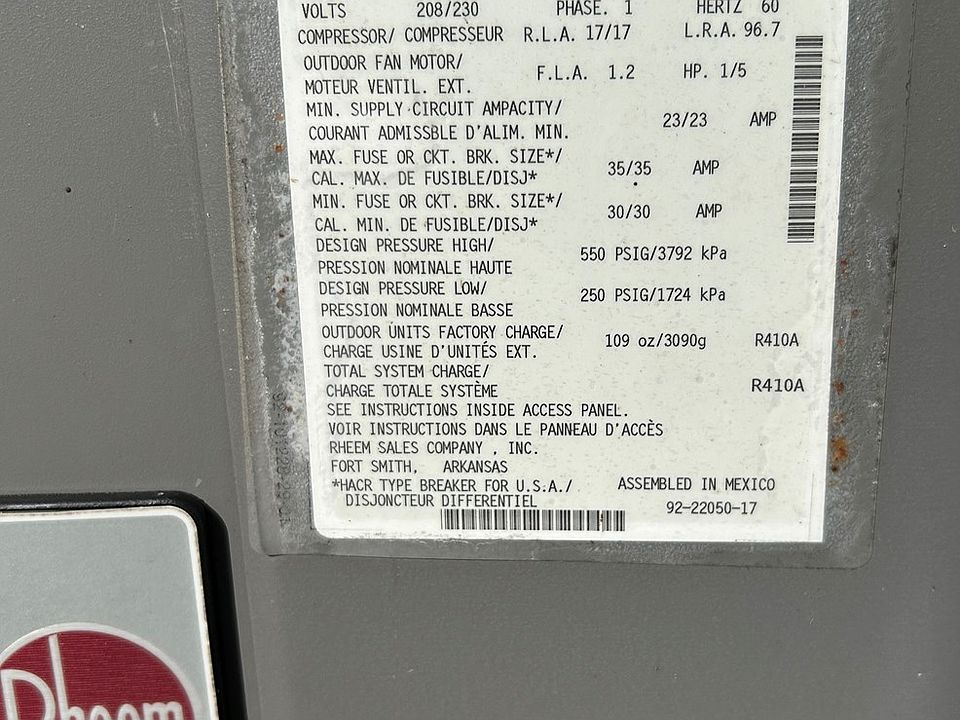 VOLTS 208/230 PHASE. 1 HERTZ 60
COMPRESSOR/ COMPRESSEUR R.L.A. 17/17 L.R.A. 96.7
OUTDOOR FAN MOTOR/
MOTEUR VENTIL. EXT. F.L.A. 1.2 HP. 1/5
MIN. SUPPLY CIRCUIT AMPACITY/
COURANT ADMISSBLE D'ALIM. MIN. 23/23 AMP
MAX. FUSE OR CKT. BRK. SIZE*/
CAL. MAX. DE FUSIBLE/DISJ* 35/35 AMP
MIN. FUSE OR CKT. BRK. SIZE*/
CAL. MIN. DE FUSIBLE/DISJ* 30/30 AMP
DESIGN PRESSURE HIGH/
PRESSION NOMINALE HAUTE 550 PSIG/3792 kPa
DESIGN PRESSURE LOW/
PRESSION NOMINALE BASSE 250 PSIG/1724 kPa
OUTDOOR UNITS FACTORY CHARGE/
CHARGE USINE D'UNITÉS EXT. 109 oz/3090g R410A
TOTAL SYSTEM CHARGE/
CHARGE TOTALE SYSTÈME R410A
SEE INSTRUCTIONS INSIDE ACCESS PANEL.
VOIR INSTRUCTIONS DANS LE PANNEAU D'ACCÈS
RHEEM SALES COMPANY , INC.
FORT SMITH, ARKANSAS
*HACR TYPE BREAKER FOR U.S.A./ ASSEMBLED IN MEXICO
DISJONCTEUR DIFFERENTIEL 92-22050-17
Rheem